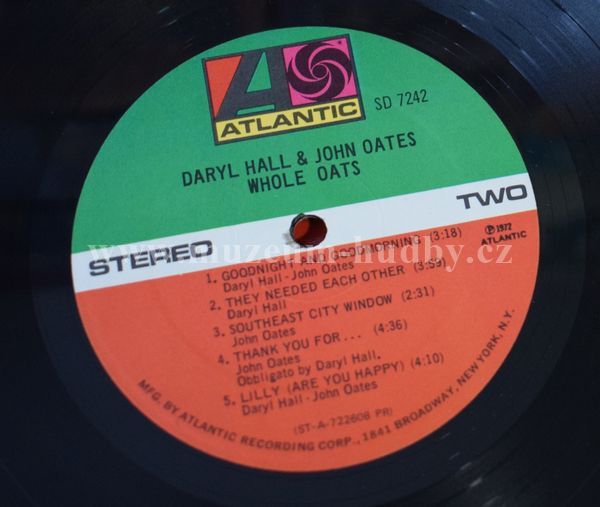 ATLANTIC
SD 7242
DARYL HALL & JOHN OATES
WHOLE OATS
STEREO
TWO
℗ 1972
ATLANTIC
1. GOODNIGHT AND GOODMORNING (3:18)
Daryl Hall - John Oates
2. THEY NEEDED EACH OTHER (3:59)
Daryl Hall
3. SOUTHEAST CITY WINDOW (2:31)
John Oates
4. THANK YOU FOR... (4:36)
John Oates
Obbligato by Daryl Hall.
5. LILLY (ARE YOU HAPPY) (4:10)
Daryl Hall - John Oates
(ST-A-722608 PR)
MFG. BY ATLANTIC RECORDING CORP., 1841 BROADWAY, NEW YORK, N.Y.
www.muzeum-hudby.cz